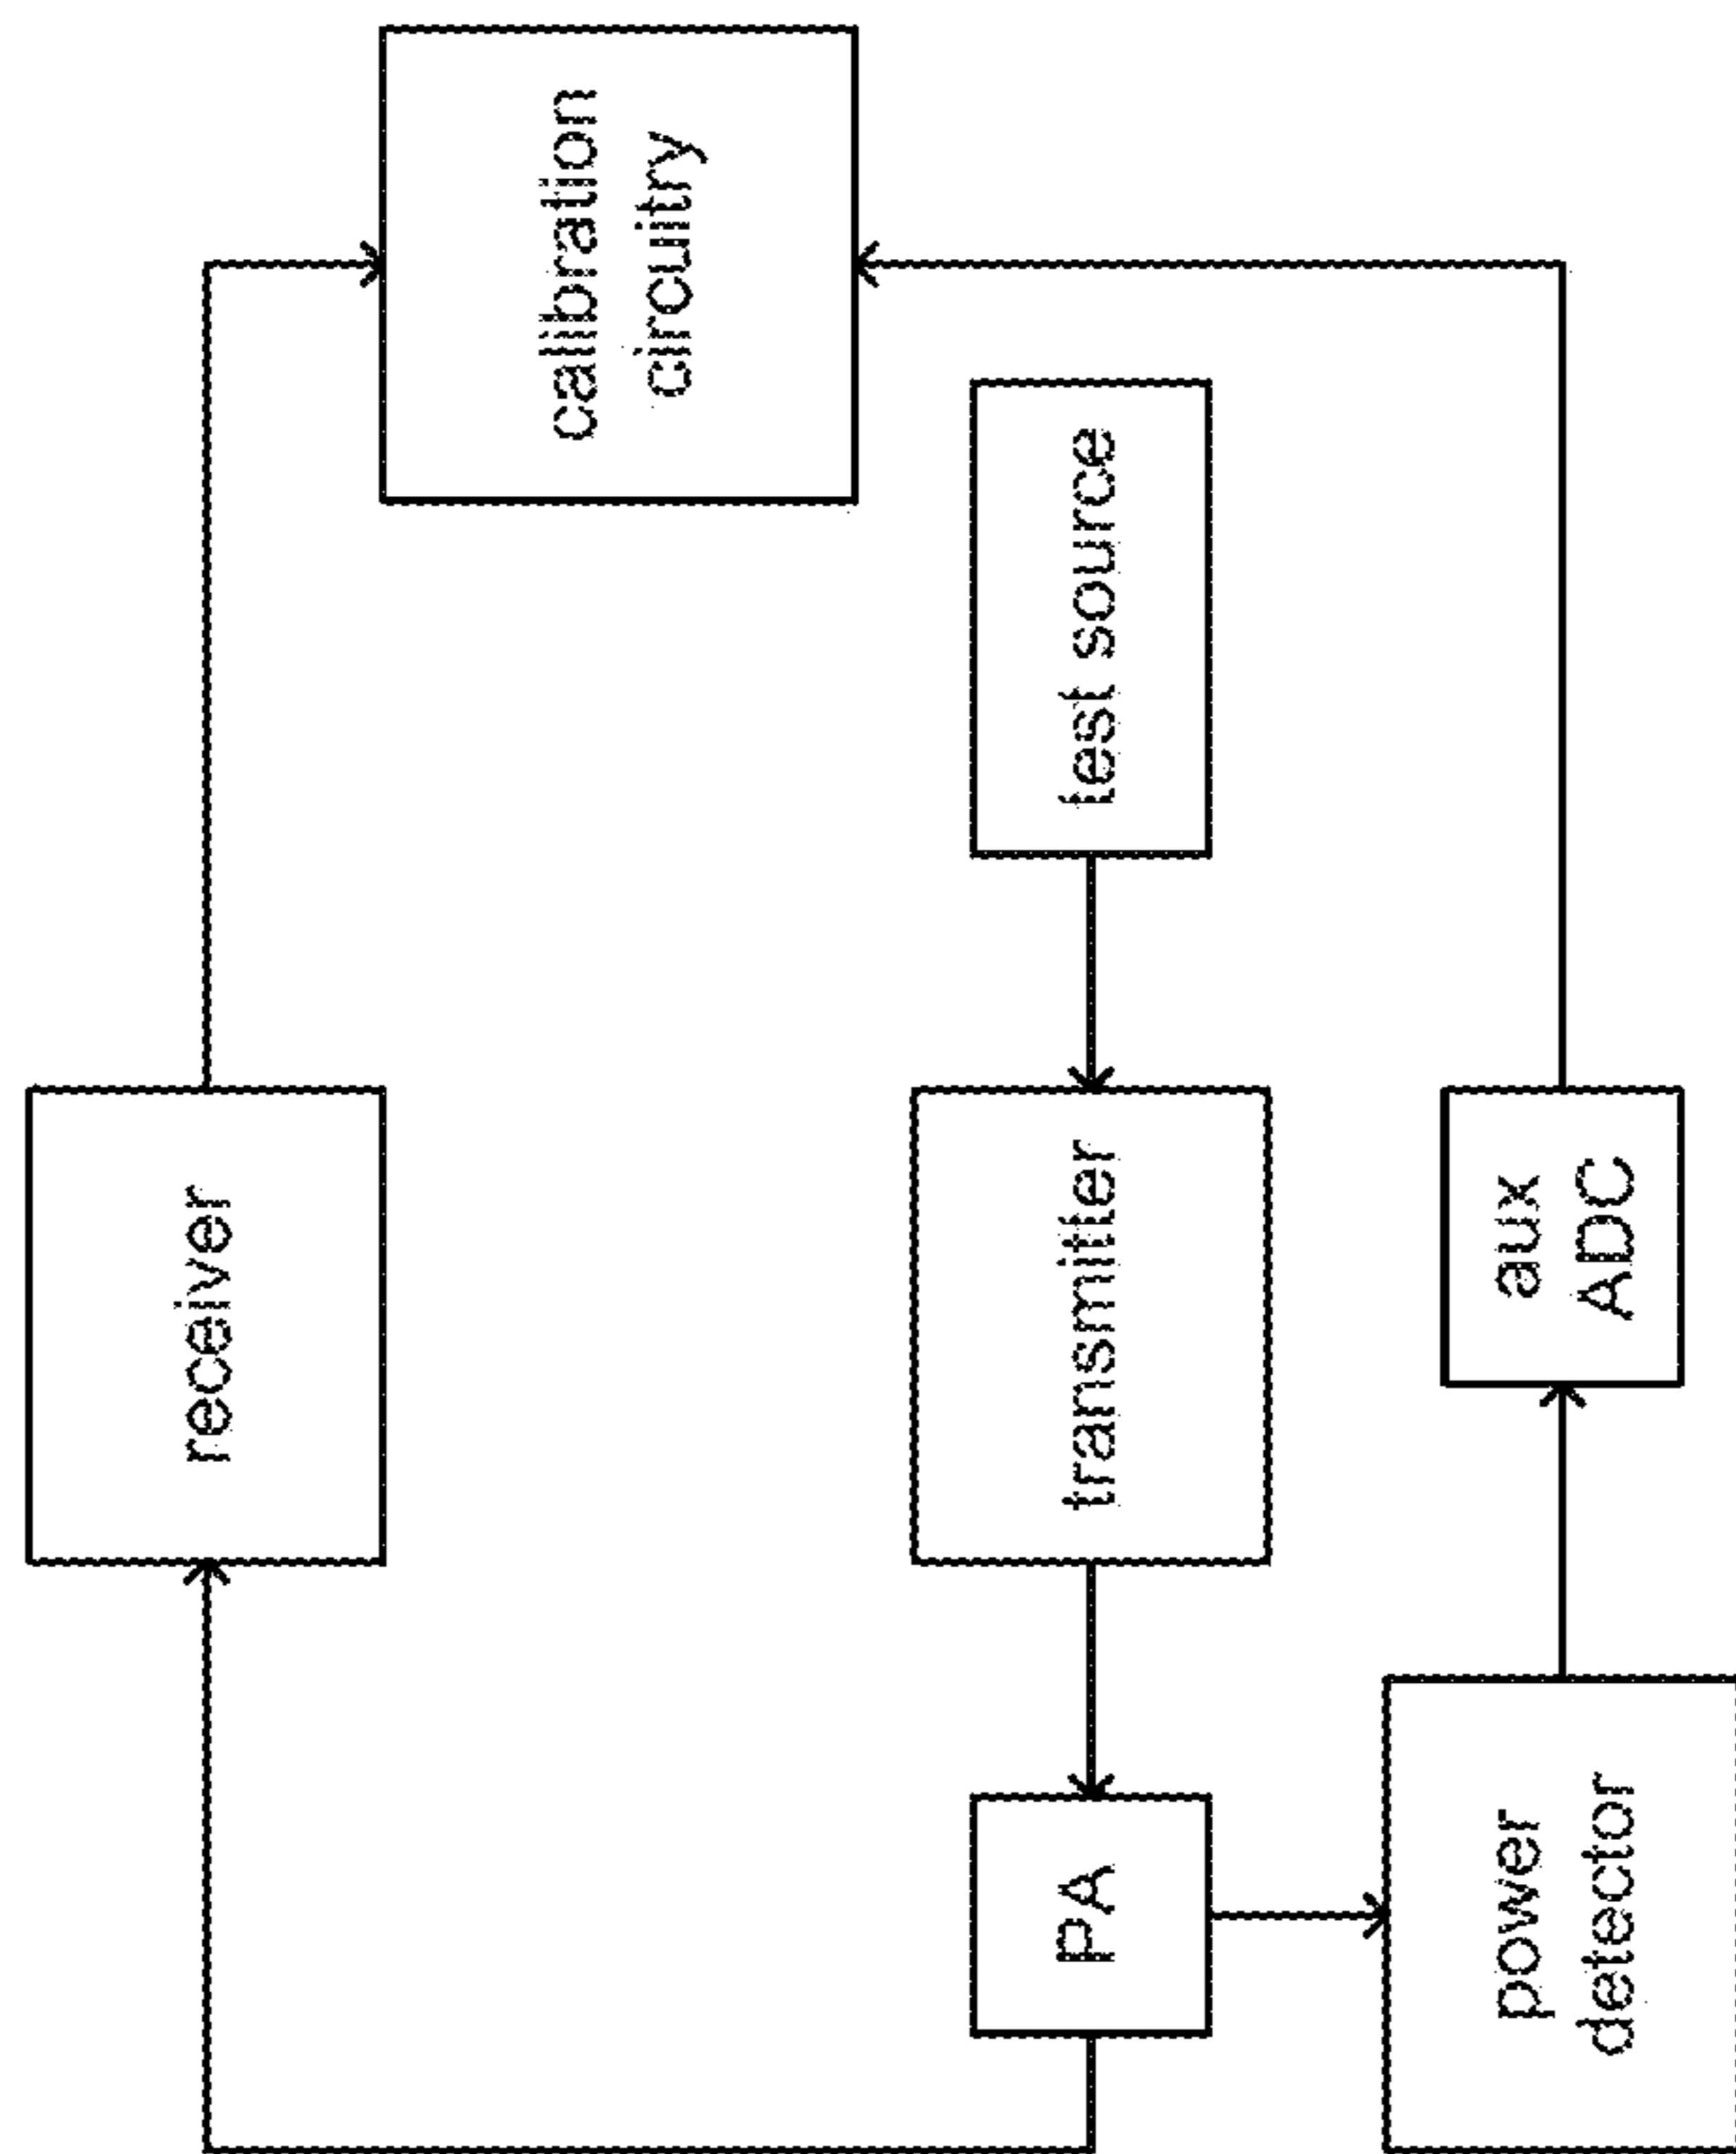 receiver
calibration
circuitry
PA
transmitter
test source
power
detector
aux
ADC